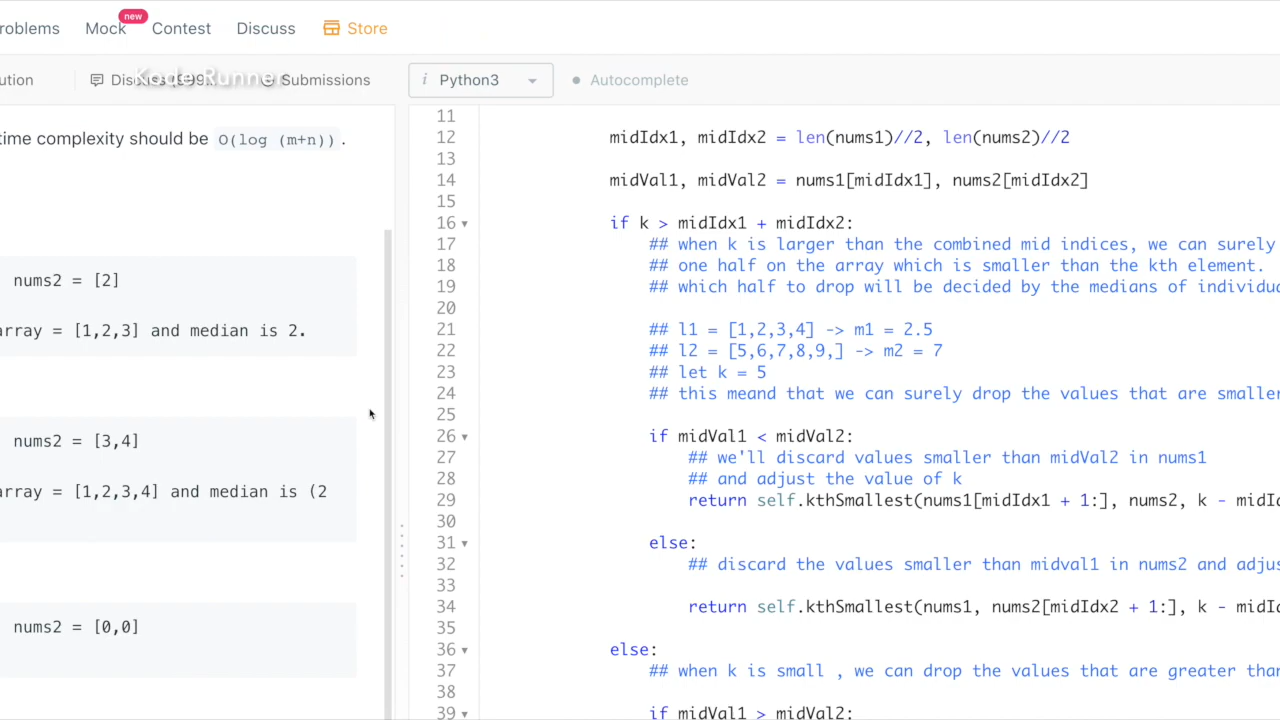 roblems Mock new Contest Discuss Store
ution Submissions Python3 Autocomplete
Kode Runner
time complexity should be O(log (m+n)) .
nums2 = [2]
array = [1,2,3] and median is 2.
nums2 = [3,4]
array = [1,2,3,4] and median is (2
nums2 = [0,0]
11
12 midIdx1, midIdx2 = len(nums1)//2, len(nums2)//2
13
14 midVal1, midVal2 = nums1[midIdx1], nums2[midIdx2]
15
16 if k > midIdx1 + midIdx2:
17 ## when k is larger than the combined mid indices, we can surely
18 ## one half on the array which is smaller than the kth element.
19 ## which half to drop will be decided by the medians of individua
20
21 ## l1 = [1,2,3,4] -> m1 = 2.5
22 ## l2 = [5,6,7,8,9,] -> m2 = 7
23 ## let k = 5
24 ## this meand that we can surely drop the values that are smaller
25
26 if midVal1 < midVal2:
27 ## we'll discard values smaller than midVal2 in nums1
28 ## and adjust the value of k
29 return self.kthSmallest(nums1[midIdx1 + 1:], nums2, k - midId
30
31 else:
32 ## discard the values smaller than midval1 in nums2 and adjus
33
34 return self.kthSmallest(nums1, nums2[midIdx2 + 1:], k - midId
35
36 else:
37 ## when k is small , we can drop the values that are greater than
38
39 if midVal1 > midVal2: